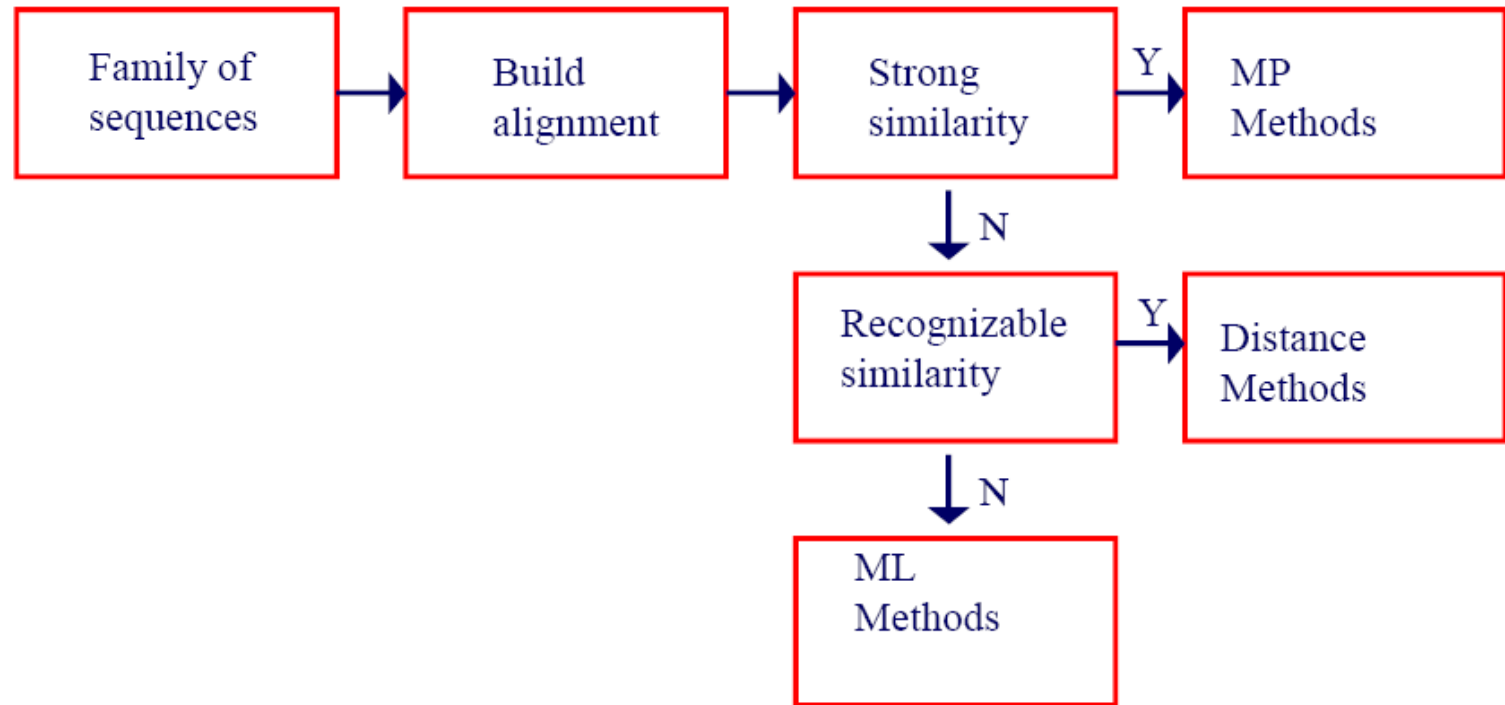 Family of
sequences
Build
alignment
Strong
similarity
Y
MP
Methods
N
Recognizable
similarity
Y
Distance
Methods
N
ML
Methods